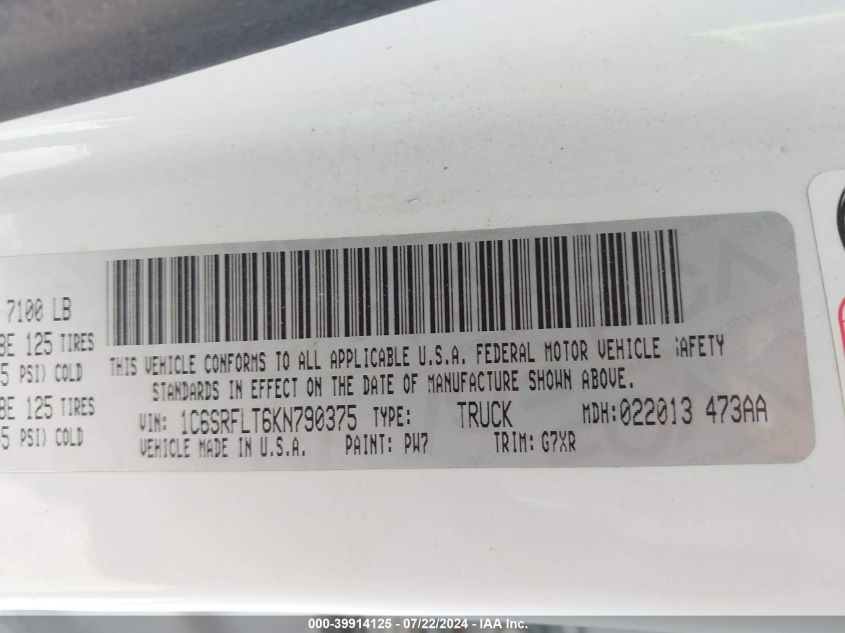 7100 LB
BE 125 TIRES
5 PSI) COLD
BE 125 TIRES
5 PSI) COLD
THIS VEHICLE CONFORMS TO ALL APPLICABLE U.S.A. FEDERAL MOTOR VEHICLE SAFETY
STANDARDS IN EFFECT ON THE DATE OF MANUFACTURE SHOWN ABOVE.
VIN: 1C6SRFLT6KN790375 TYPE: TRUCK MDH:022013 473AA
VEHICLE MADE IN U.S.A. PAINT: PW7 TRIM: G7XR
000-39914125 - 07/22/2024 - IAA Inc.